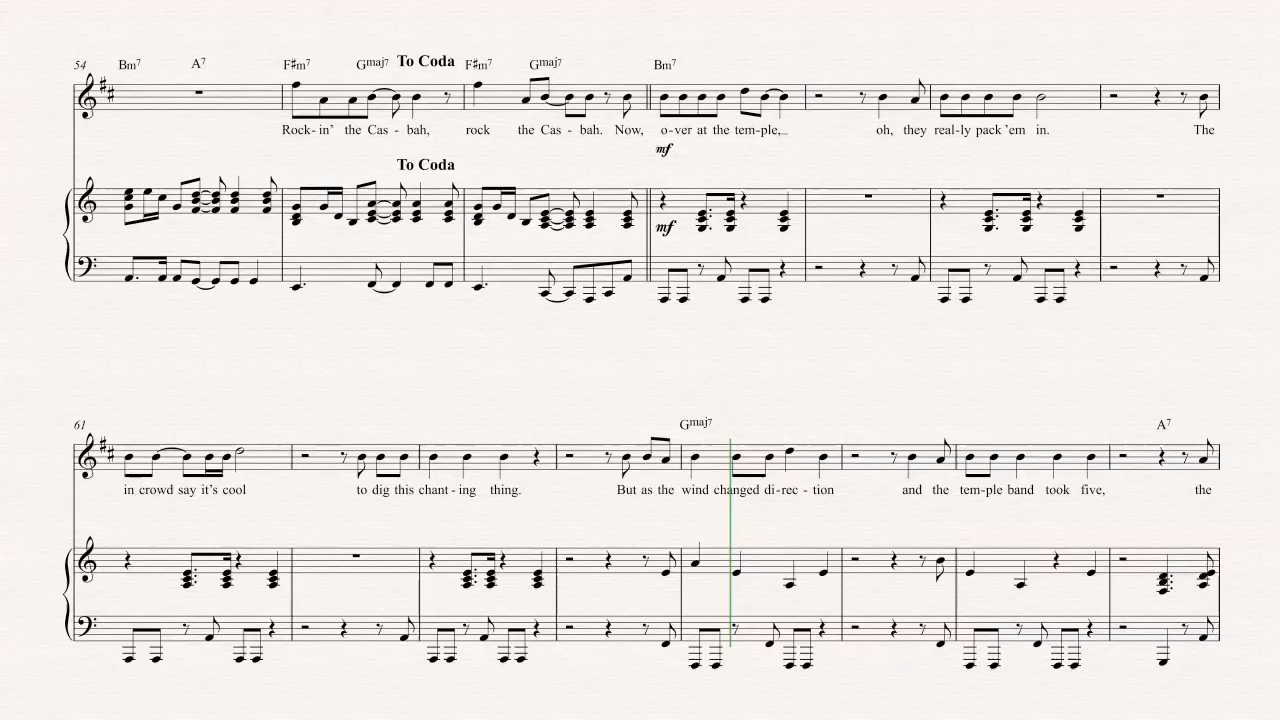 54 Bm7 A7 F♯m7 Gmaj7 To Coda F♯m7 Gmaj7 Bm7
Rock-in’ the Cas - bah, rock the Cas - bah. Now, o-ver at the tem-ple,_ oh, they real-ly pack ’em in. The
mf
To Coda
mf
61 Gmaj7 A7
in crowd say it’s cool to dig this chant-ing thing. But as the wind changed di-rec - tion and the tem-ple band took five, the